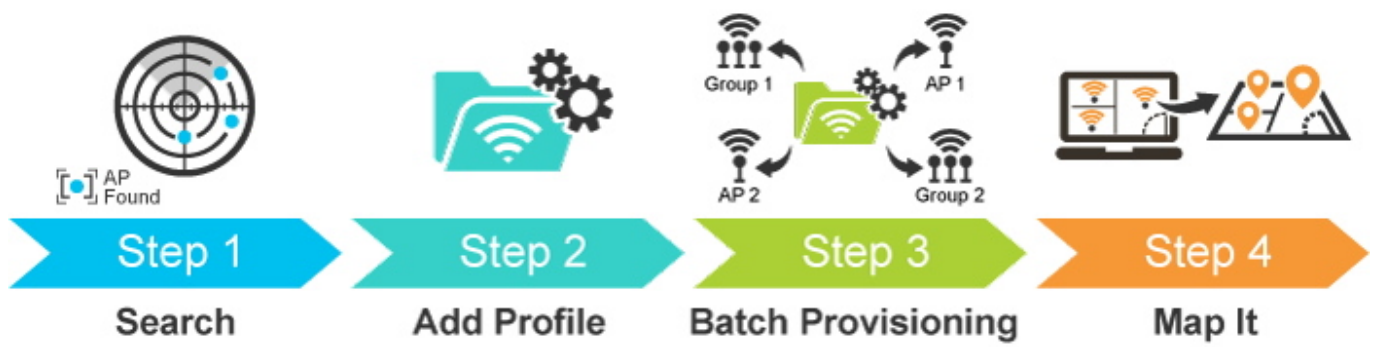 Group 1
AP 1
AP
Found
AP 2
Group 2
Step 1
Step 2
Step 3
Step 4
Search
Add Profile
Batch Provisioning
Map It